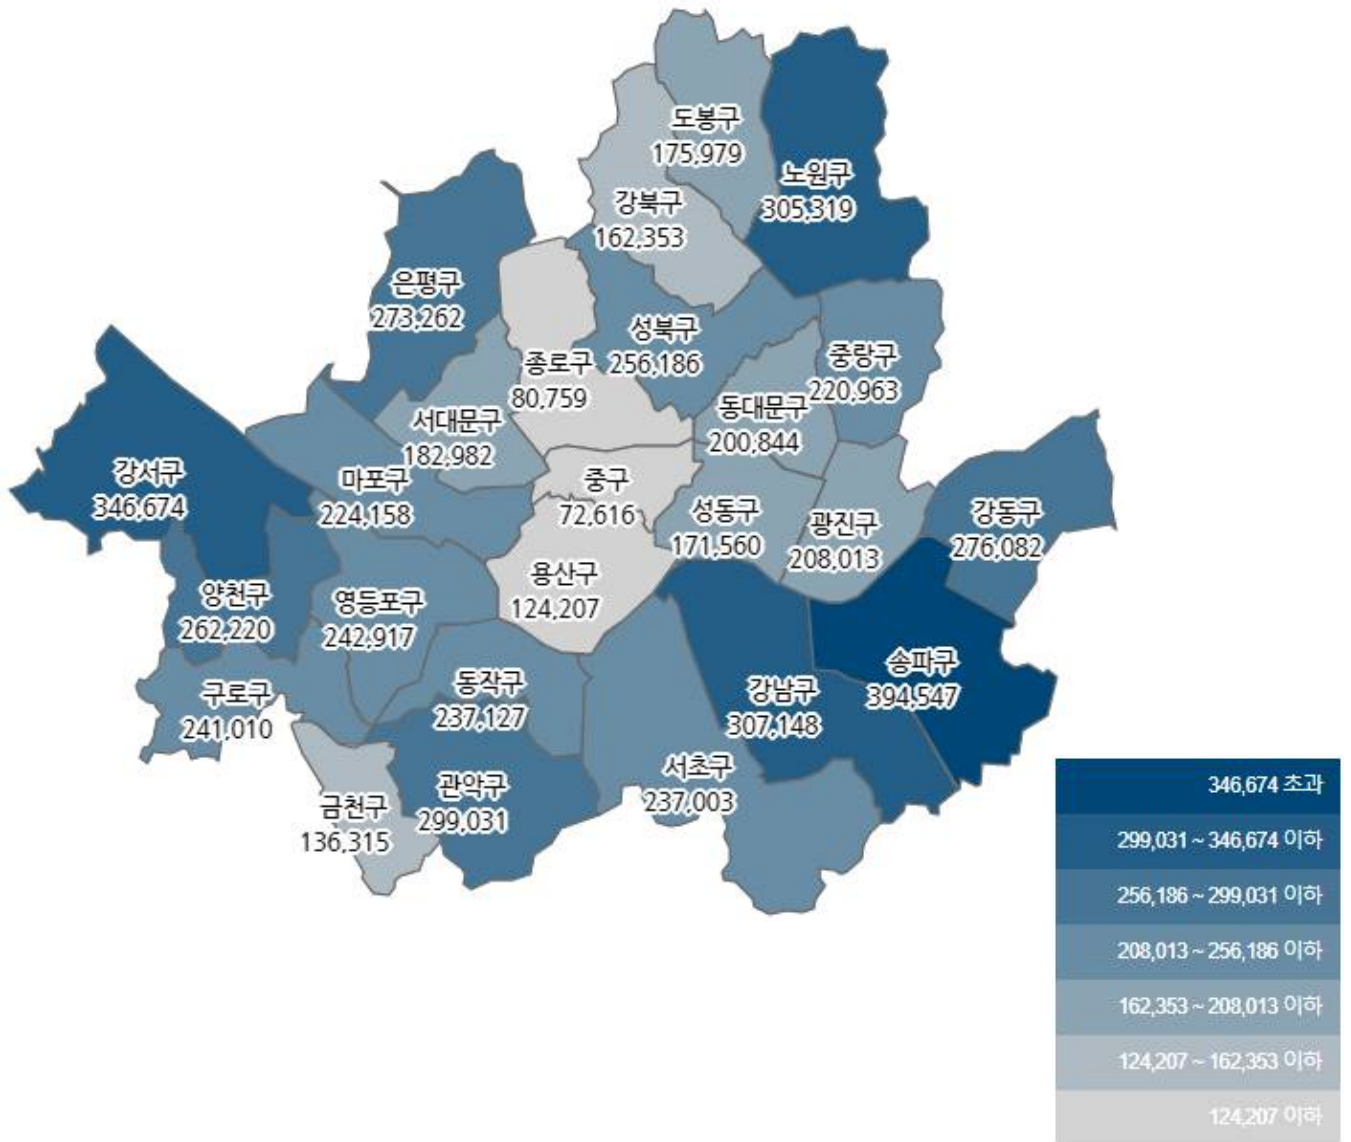 도봉구
175,979
노원구
305,319
강북구
162,353
은평구
273,262
성북구
256,186
종로구
80,759
중랑구
220,963
동대문구
200,844
서대문구
182,982
강서구
346,674
마포구
224,158
중구
72,616
성동구
171,560
광진구
208,013
강동구
276,082
용산구
124,207
양천구
262,220
영등포구
242,917
구로구
241,010
동작구
237,127
강남구
307,148
송파구
394,547
서초구
237,003
관악구
299,031
금천구
136,315
346,674 초과
299,031 ~ 346,674 이하
256,186 ~ 299,031 이하
208,013 ~ 256,186 이하
162,353 ~ 208,013 이하
124,207 ~ 162,353 이하
124,207 이하